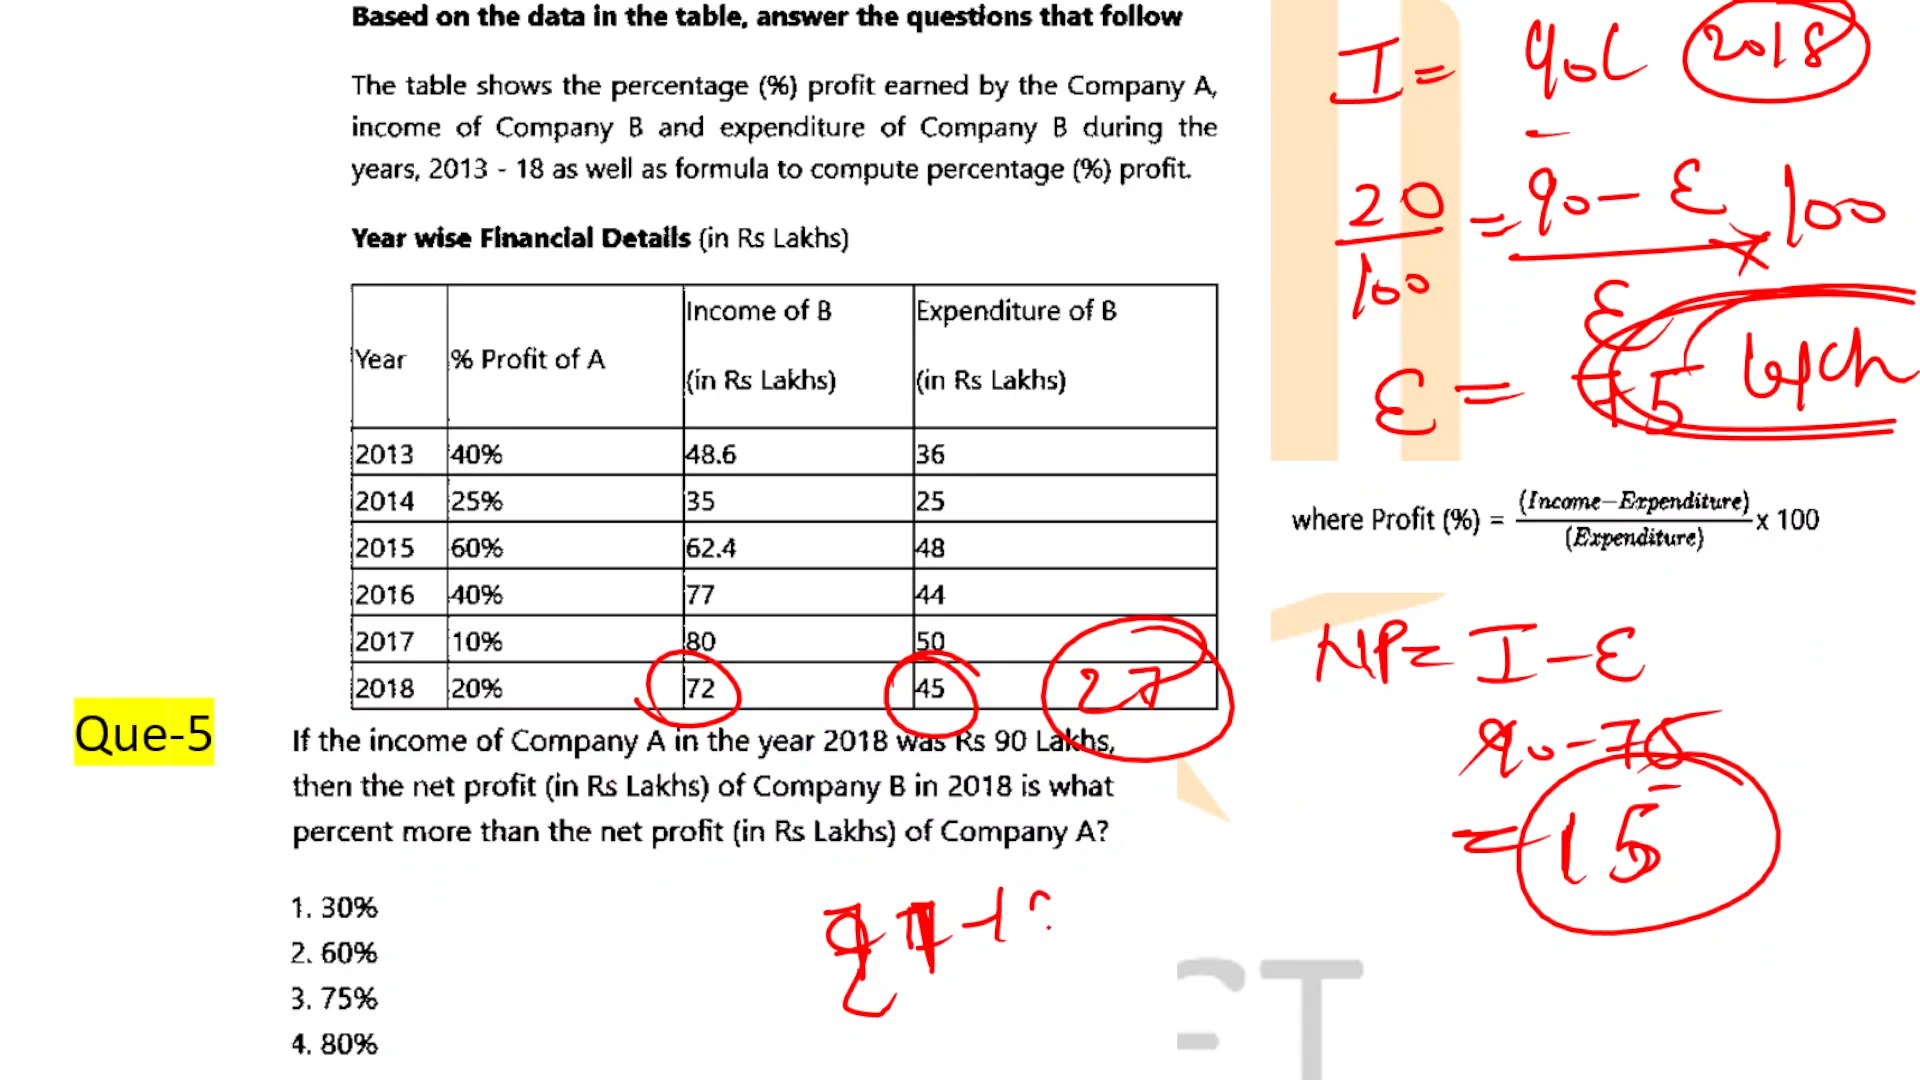 Based on the data in the table, answer the questions that follow
The table shows the percentage (%) profit earned by the Company A,
income of Company B and expenditure of Company B during the
years, 2013 - 18 as well as formula to compute percentage (%) profit.
Year wise Financial Details (in Rs Lakhs)
Year % Profit of A Income of B (in Rs Lakhs) Expenditure of B (in Rs Lakhs)
2013 40% 48.6 36
2014 25% 35 25
2015 60% 62.4 48
2016 40% 77 44
2017 10% 80 50
2018 20% 72 45 27
Que-5
If the income of Company A in the year 2018 was Rs 90 Lakhs,
then the net profit (in Rs Lakhs) of Company B in 2018 is what
percent more than the net profit (in Rs Lakhs) of Company A?
1. 30%
2. 60%
3. 75%
4. 80%
I = 90L 2018
20/100 = 90-E/E × 100
E = 75
where Profit (%) = (Income-Expenditure)/(Expenditure) x 100
NP = I-E
90-75
= 15